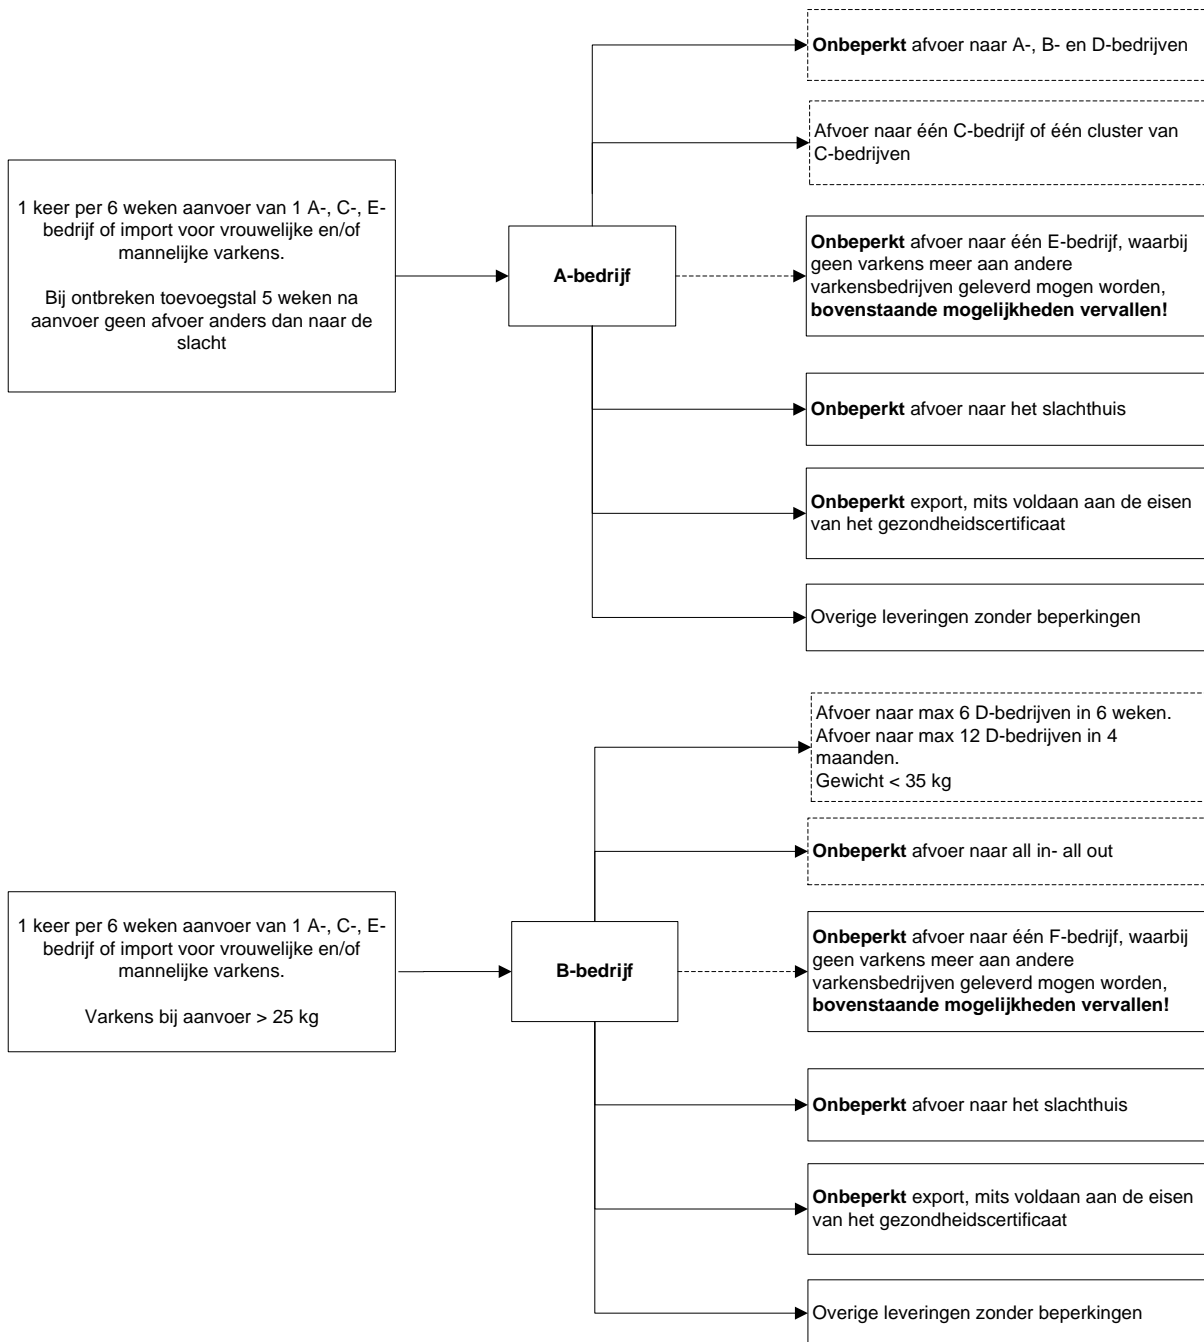 Onbeperkt afvoer naar A-, B- en D-bedrijven
Afvoer naar één C-bedrijf of één cluster van
C-bedrijven
1 keer per 6 weken aanvoer van 1 A-, C-, E-
bedrijf of import voor vrouwelijke en/of
mannelijke varkens.
Bij ontbreken toevoegstal 5 weken na
aanvoer geen afvoer anders dan naar de
slacht
A-bedrijf
Onbeperkt afvoer naar één E-bedrijf, waarbij
geen varkens meer aan andere
varkensbedrijven geleverd mogen worden,
bovenstaande mogelijkheden vervallen!
Onbeperkt afvoer naar het slachthuis
Onbeperkt export, mits voldaan aan de eisen
van het gezondheidscertificaat
Overige leveringen zonder beperkingen
Afvoer naar max 6 D-bedrijven in 6 weken.
Afvoer naar max 12 D-bedrijven in 4
maanden.
Gewicht < 35 kg
Onbeperkt afvoer naar all in- all out
1 keer per 6 weken aanvoer van 1 A-, C-, E-
bedrijf of import voor vrouwelijke en/of
mannelijke varkens.
Varkens bij aanvoer > 25 kg
B-bedrijf
Onbeperkt afvoer naar één F-bedrijf, waarbij
geen varkens meer aan andere
varkensbedrijven geleverd mogen worden,
bovenstaande mogelijkheden vervallen!
Onbeperkt afvoer naar het slachthuis
Onbeperkt export, mits voldaan aan de eisen
van het gezondheidscertificaat
Overige leveringen zonder beperkingen